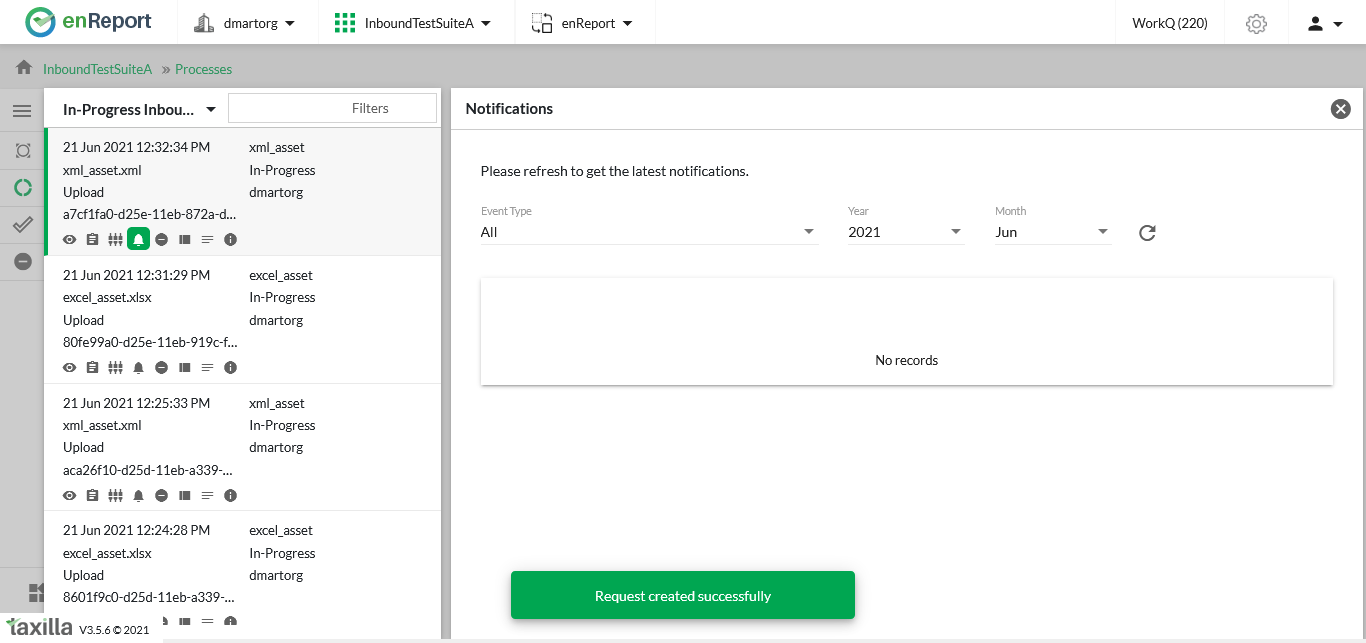 enReport
dmartorg
InboundTestSuiteA
enReport
WorkQ (220)
InboundTestSuiteA » Processes
In-Progress Inbou...
Filters
21 Jun 2021 12:32:34 PM xml_asset
xml_asset.xml In-Progress
Upload dmartorg
a7cf1fa0-d25e-11eb-872a-d...
21 Jun 2021 12:31:29 PM excel_asset
excel_asset.xlsx In-Progress
Upload dmartorg
80fe99a0-d25e-11eb-919c-f...
21 Jun 2021 12:25:33 PM xml_asset
xml_asset.xml In-Progress
Upload dmartorg
aca26f10-d25d-11eb-a339-...
21 Jun 2021 12:24:28 PM excel_asset
excel_asset.xlsx In-Progress
Upload dmartorg
8601f9c0-d25d-11eb-a339-...
taxilla V3.5.6 © 2021
Notifications
Please refresh to get the latest notifications.
Event Type Year Month
All 2021 Jun
No records
Request created successfully